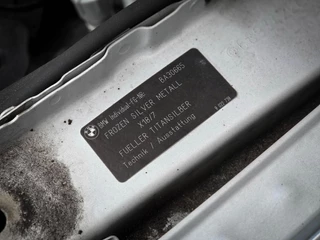 BMW Individual-FG-NR. BA30665
FROZEN SILVER METALL
X18/7
FUELLER TITANSILBER
Technik / Ausstattung